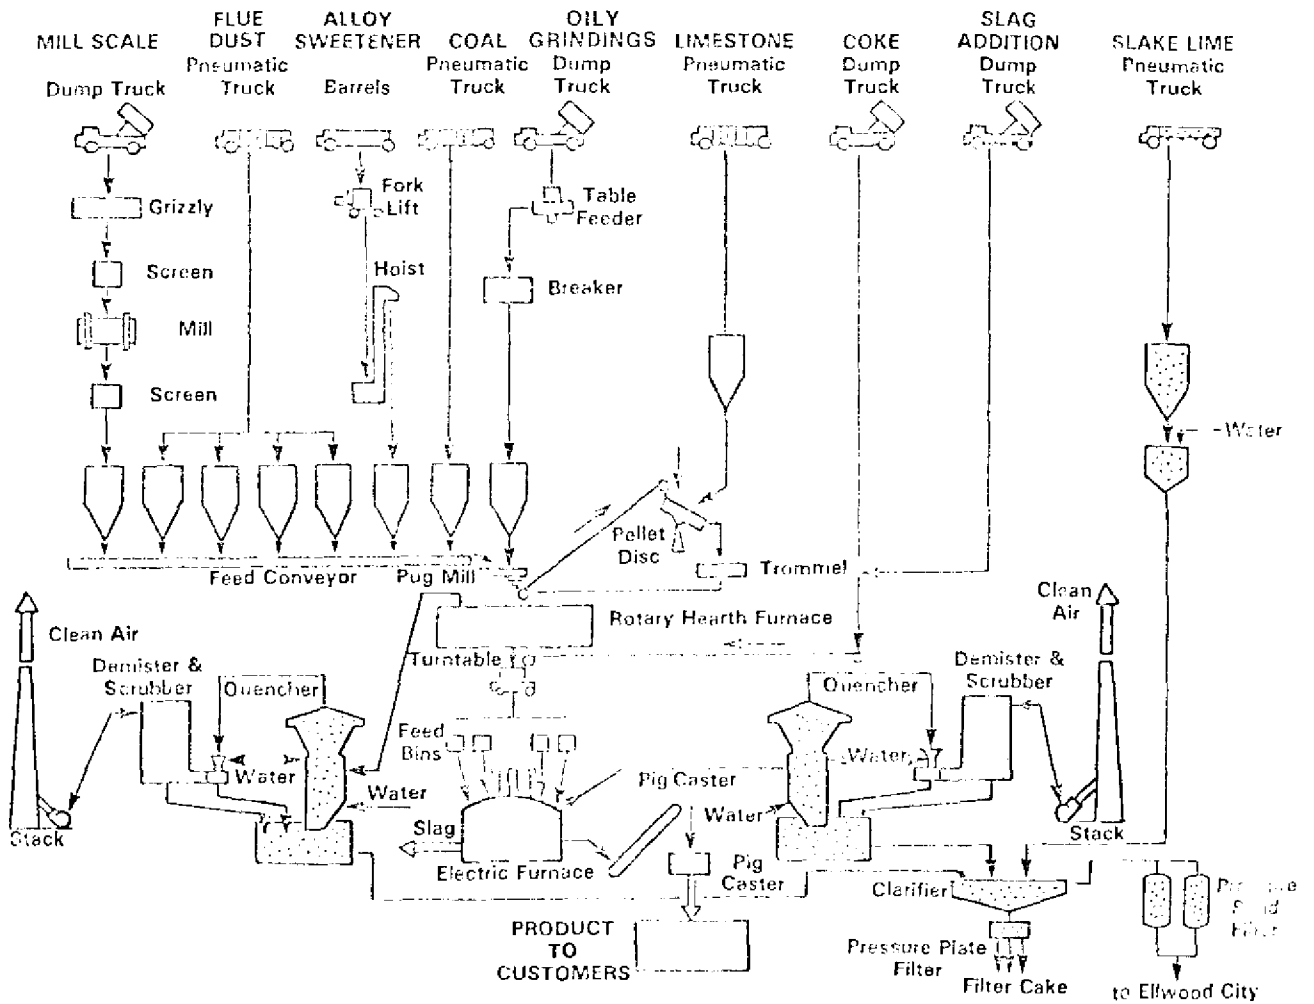 MILL SCALE
Dump Truck
FLUE
DUST
Pneumatic
Truck
ALLOY
SWEETENER
Barrels
COAL
Pneumatic
Truck
OILY
GRINDINGS
Dump
Truck
LIMESTONE
Pneumatic
Truck
COKE
Dump
Truck
SLAG
ADDITION
Dump
Truck
SLAKE LIME
Pneumatic
Truck
Grizzly
Fork
Lift
Table
Feeder
Screen
Hoist
Breaker
Mill
Screen
Water
Pellet
Disc
Feed Conveyor
Pug Mill
Trommel
Clean Air
Rotary Hearth Furnace
Clean
Air
Demister &
Scrubber
Quencher
Turntable
Quencher
Demister &
Scrubber
Feed
Bins
Water
Water
Pig Caster
Water
Water
Stack
Slag
Electric Furnace
Pig
Caster
Stack
Clarifier
Sand
Filter
PRODUCT
TO
CUSTOMERS
Pressure Plate
Filter
Filter Cake
to Ellwood City